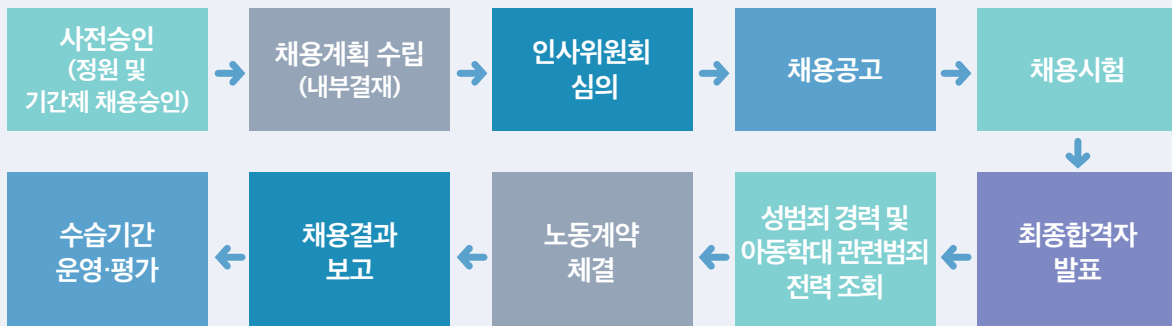 사전승인
(정원 및
기간제 채용승인)
채용계획 수립
(내부결재)
인사위원회
심의
채용공고
채용시험
최종합격자
발표
성범죄 경력 및
아동학대 관련범죄
전력 조회
노동계약
체결
채용결과
보고
수습기간
운영·평가